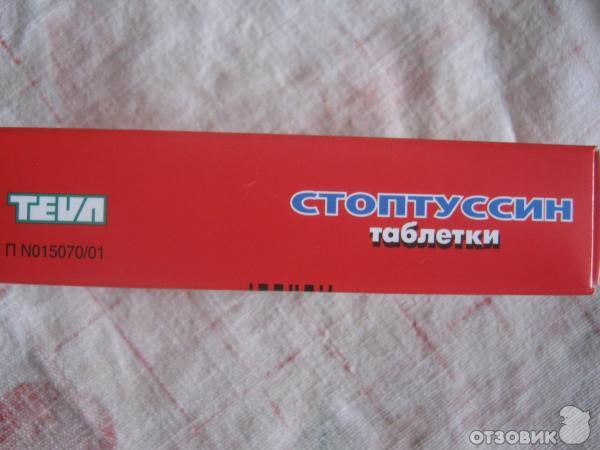 TEVA
СТОПТУССИН
таблетки
П N015070/01
ОТЗОВИК